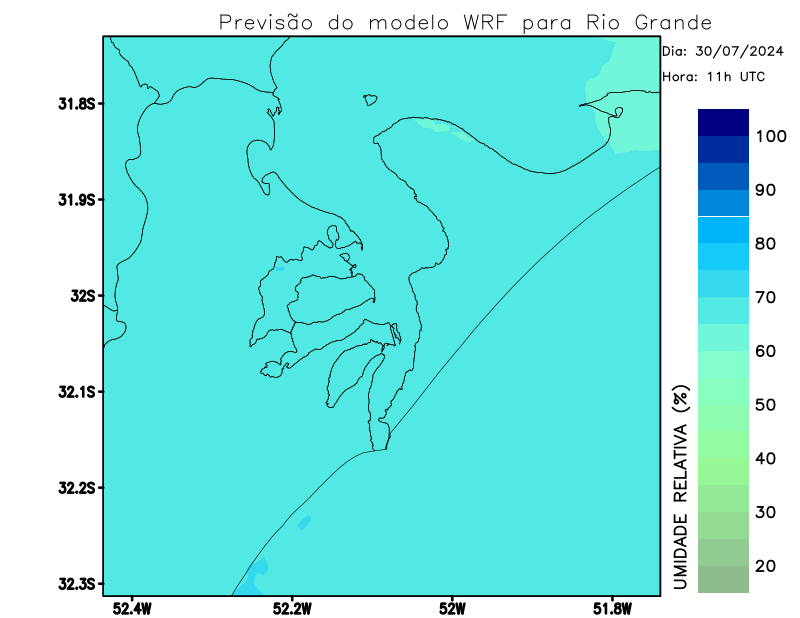 Previsão do modelo WRF para Rio Grande
Dia: 30/07/2024
Hora: 11h UTC
31.8S
31.9S
32S
32.1S
32.2S
32.3S
52.4W
52.2W
52W
51.8W
UMIDADE RELATIVA (%)
100
90
80
70
60
50
40
30
20